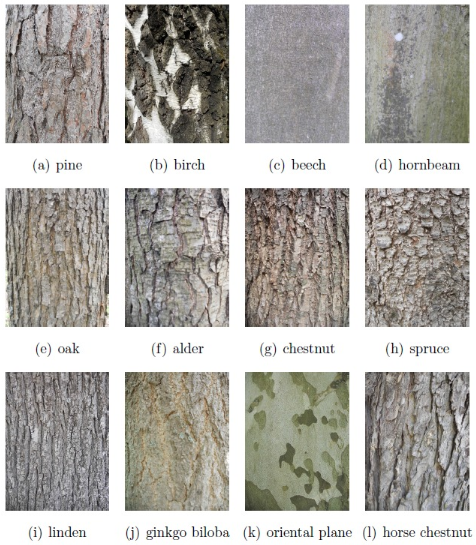 (a) pine (b) birch (c) beech (d) hornbeam
(e) oak (f) alder (g) chestnut (h) spruce
(i) linden (j) ginkgo biloba (k) oriental plane (l) horse chestnut